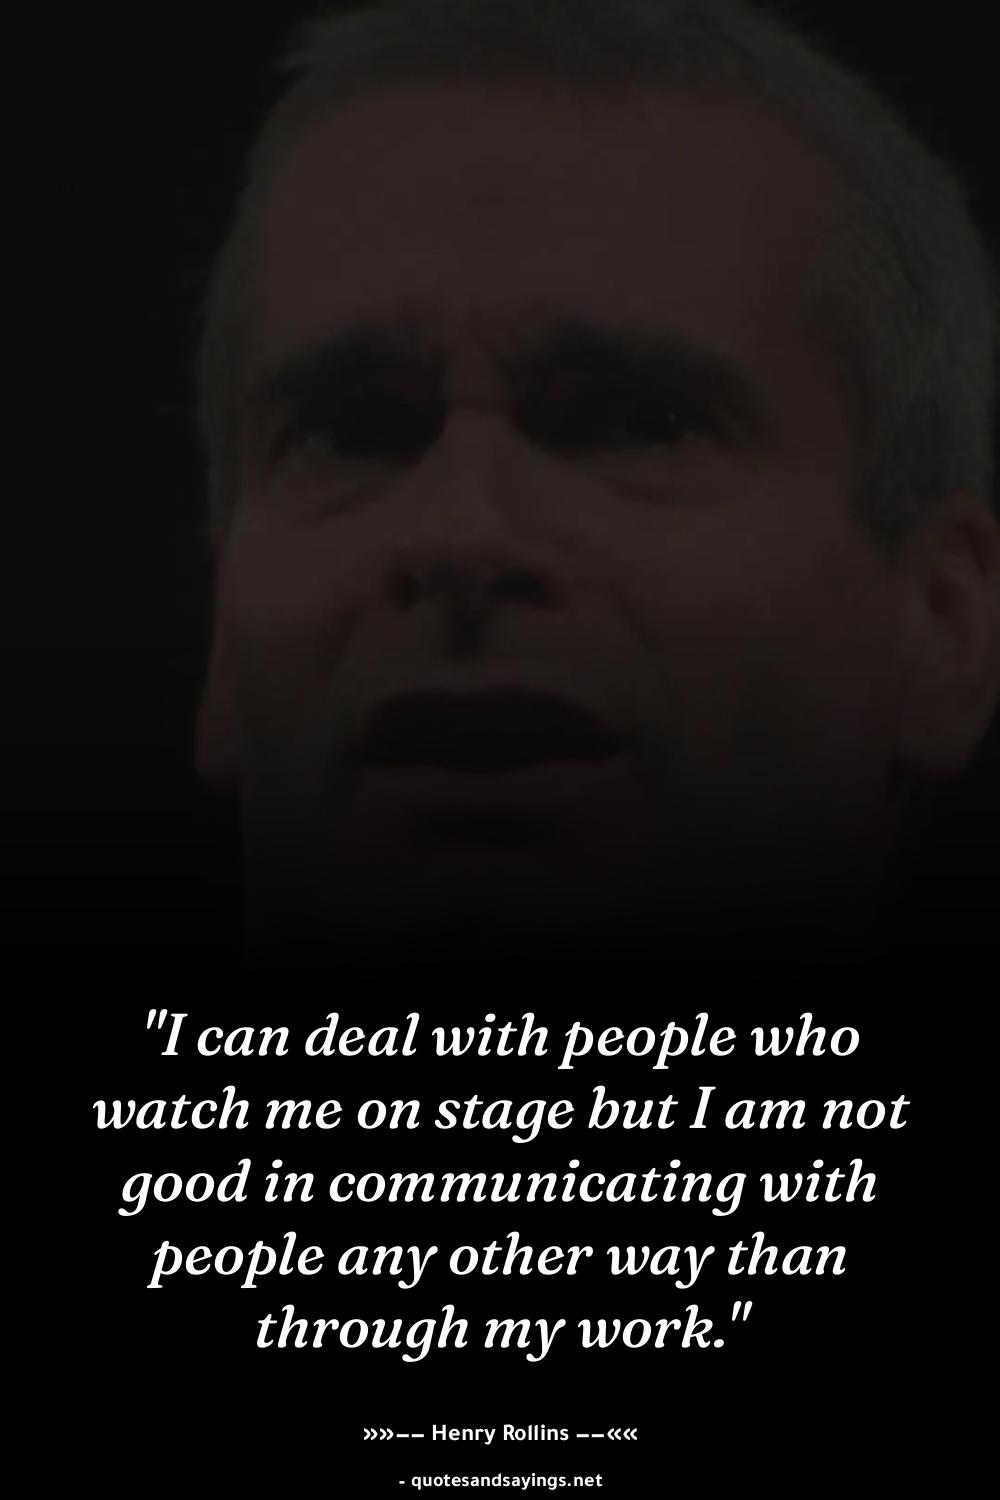 "I can deal with people who
watch me on stage but I am not
good in communicating with
people any other way than
through my work."
»»–– Henry Rollins ––««
- quotesandsayings.net